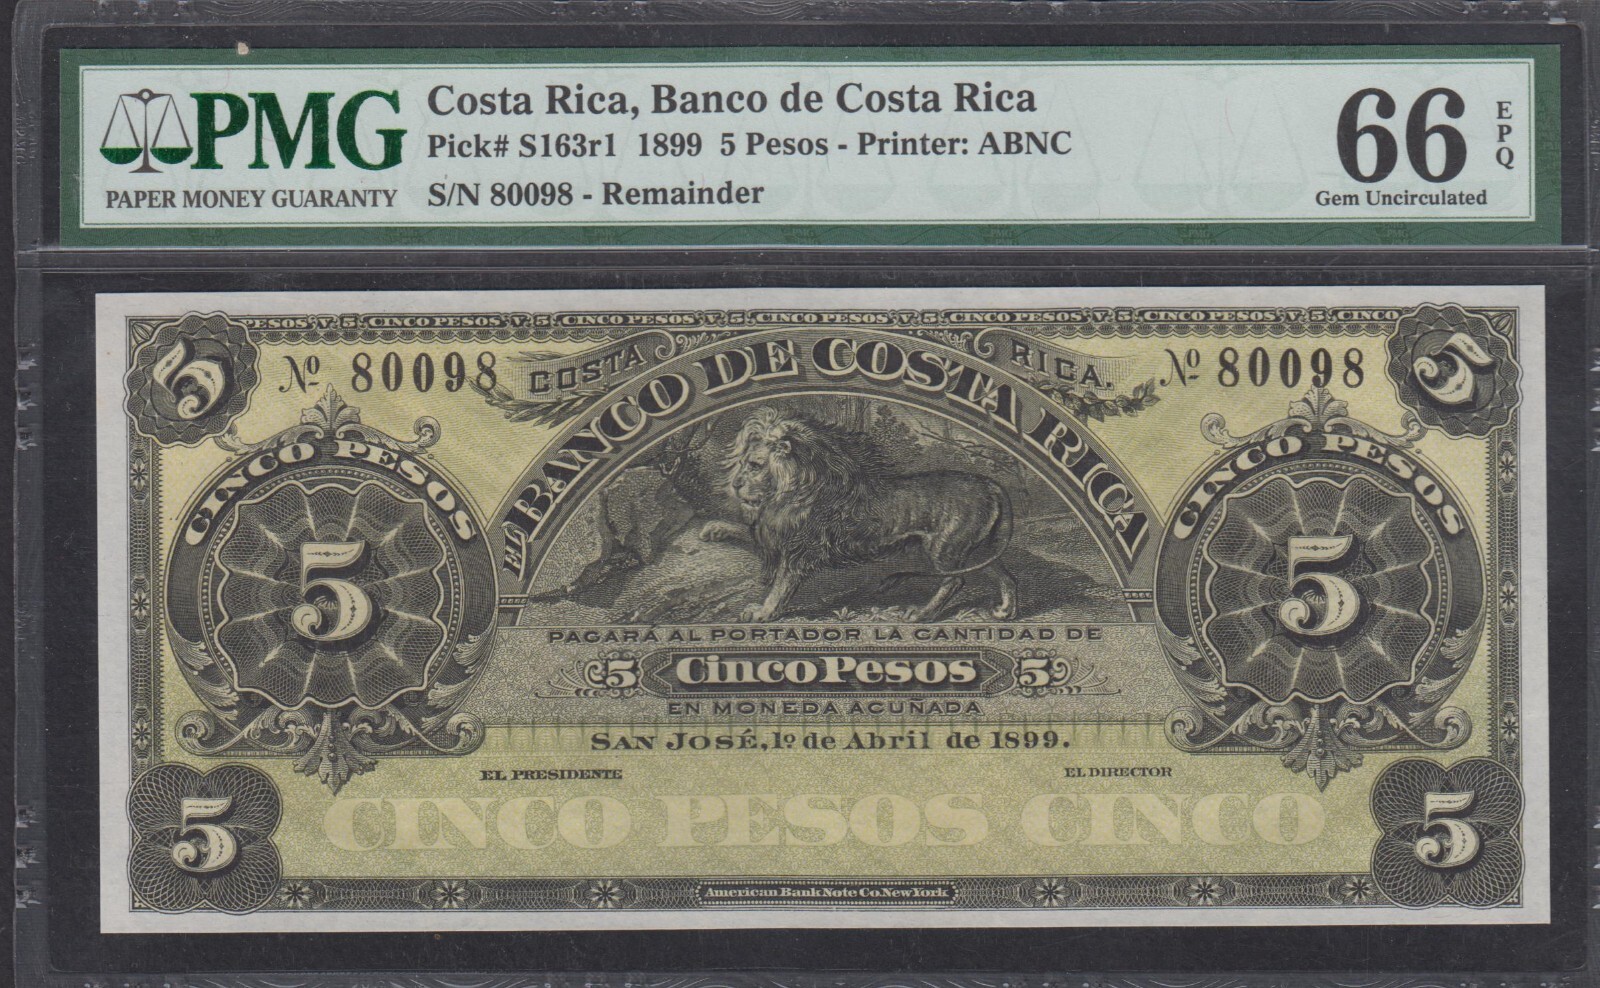 PMG
PAPER MONEY GUARANTY
Costa Rica, Banco de Costa Rica
Pick# S163r1 1899 5 Pesos - Printer: ABNC
S/N 80098 - Remainder
66 EPQ
Gem Uncirculated
PESOS V 5 CINCO PESOS V 5 CINCO PESOS V 5 CINCO PESOS V 5 CINCO PESOS V 5 CINCO PESOS V 5 CINCO
5 5
Nº 80098 COSTA RICA. Nº 80098
EL BANCO DE COSTA RICA
CINCO PESOS CINCO PESOS
5 5
PAGARÁ AL PORTADOR LA CANTIDAD DE
5 Cinco Pesos 5
EN MONEDA ACUÑADA
SAN JOSÉ, 1º de Abril de 1899.
EL PRESIDENTE EL DIRECTOR
CINCO PESOS CINCO
5 5
American Bank Note Co. New York